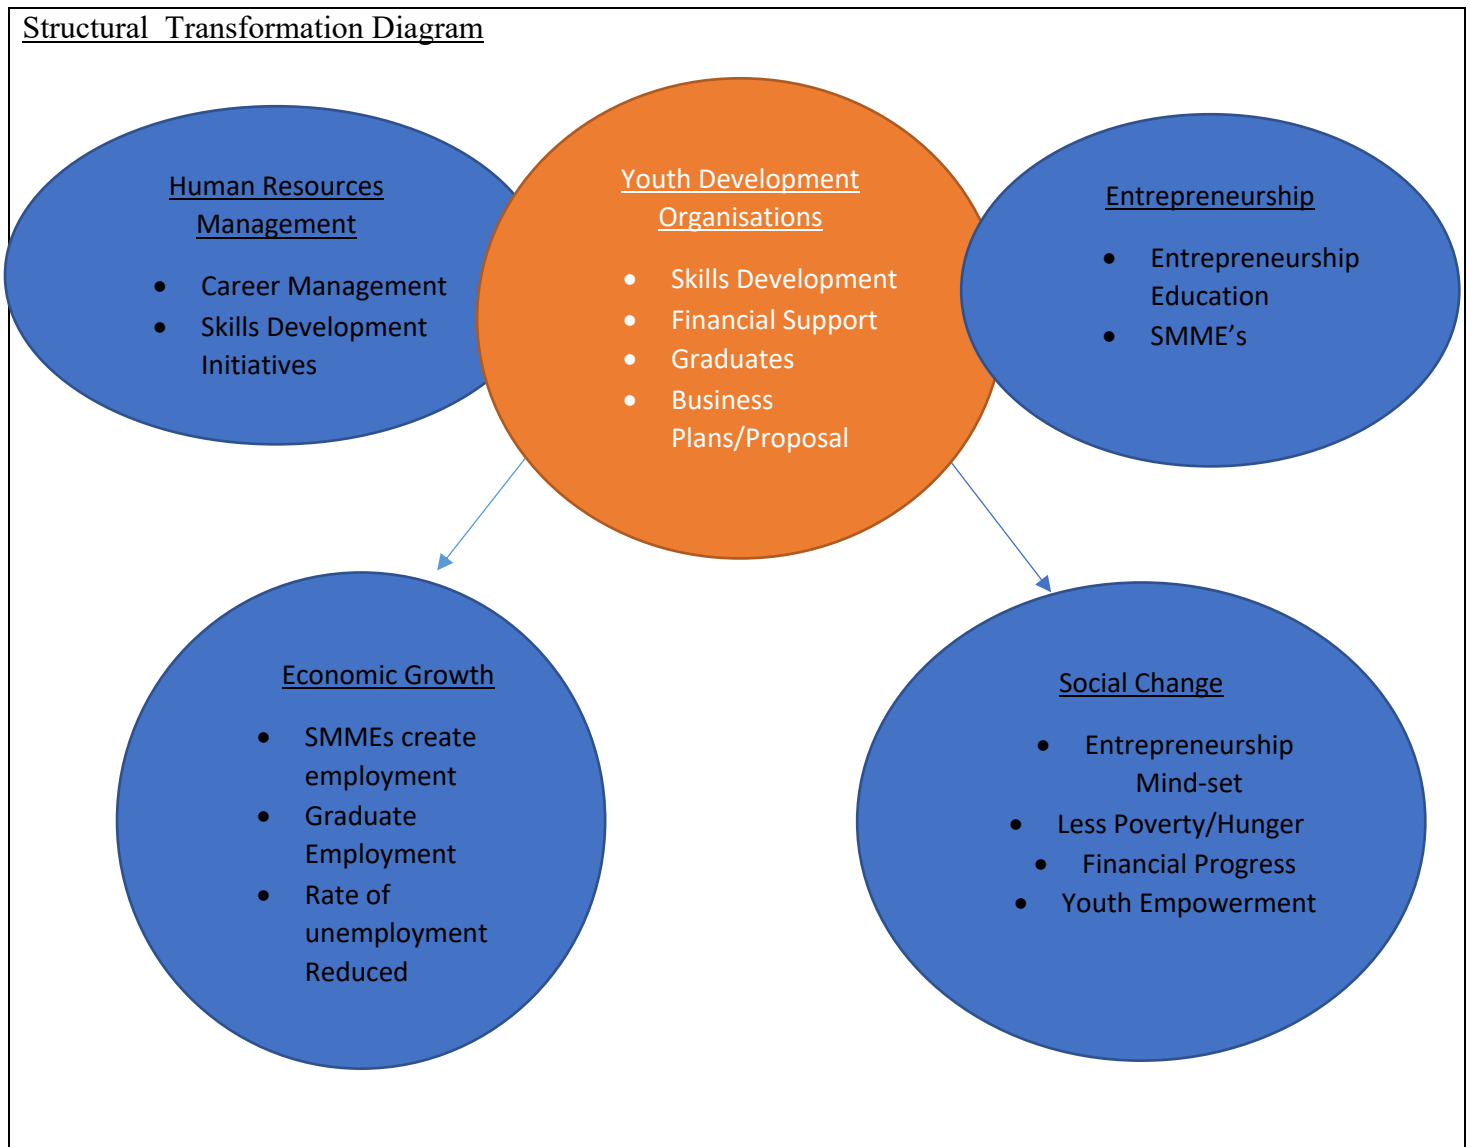 Structural Transformation Diagram
Human Resources
Management
• Career Management
• Skills Development
Initiatives
Youth Development
Organisations
• Skills Development
• Financial Support
• Graduates
• Business
Plans/Proposal
Entrepreneurship
• Entrepreneurship
Education
• SMME’s
Economic Growth
• SMMEs create
employment
• Graduate
Employment
• Rate of
unemployment
Reduced
Social Change
• Entrepreneurship
Mind-set
• Less Poverty/Hunger
• Financial Progress
• Youth Empowerment